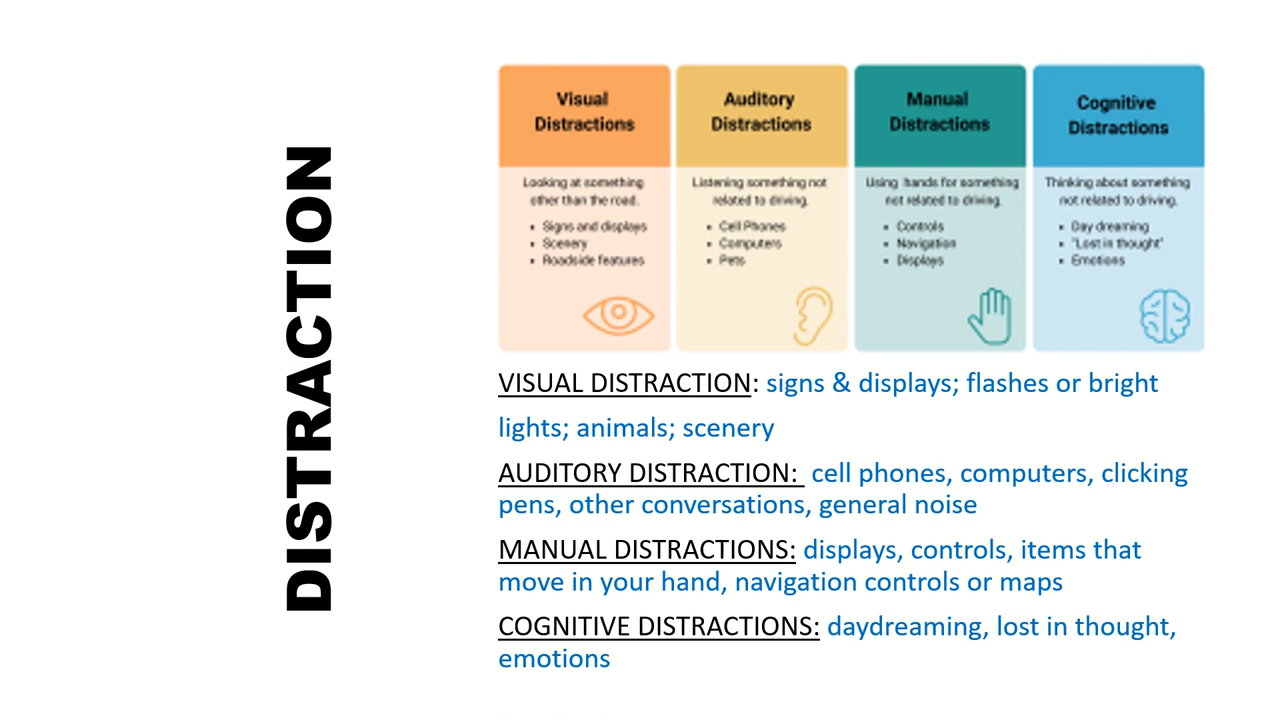 DISTRACTION
Visual
Distractions
Looking at something
other than the road.
• Signs and displays
• Scenery
• Roadside features
Auditory
Distractions
Listening something not
related to driving.
• Cell Phones
• Computers
• Pets
Manual
Distractions
Using hands for something
not related to driving.
• Controls
• Navigation
• Displays
Cognitive
Distractions
Thinking about something
not related to driving.
• Day dreaming
• "Lost in thought"
• Emotions
VISUAL DISTRACTION: signs & displays; flashes or bright
lights; animals; scenery
AUDITORY DISTRACTION: cell phones, computers, clicking
pens, other conversations, general noise
MANUAL DISTRACTIONS: displays, controls, items that
move in your hand, navigation controls or maps
COGNITIVE DISTRACTIONS: daydreaming, lost in thought,
emotions